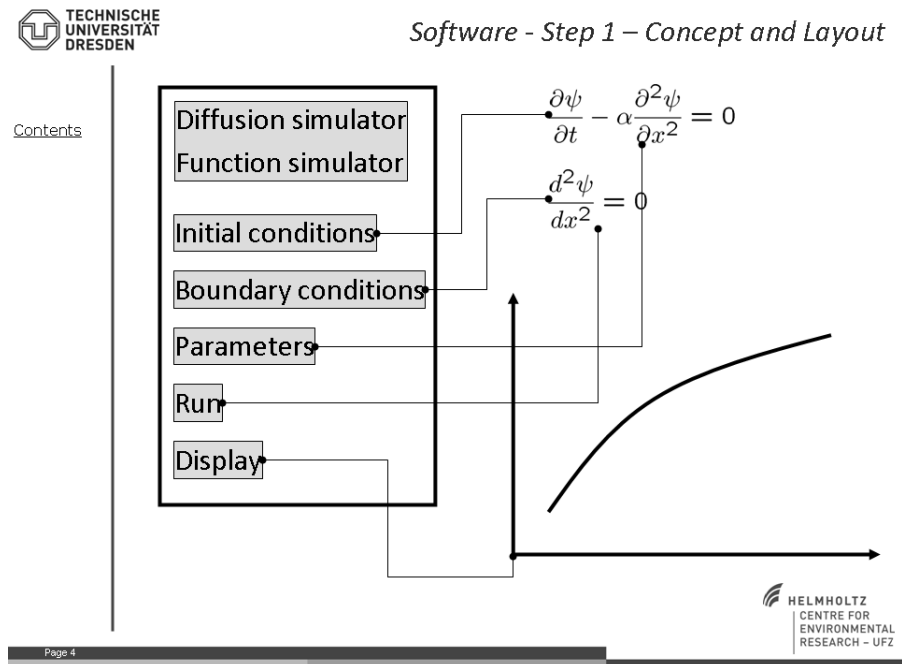 TECHNISCHE
UNIVERSITÄT
DRESDEN
Software - Step 1 – Concept and Layout
Contents
Diffusion simulator
Function simulator
Initial conditions
Boundary conditions
Parameters
Run
Display
∂ψ/∂t − α ∂²ψ/∂x² = 0
d²ψ/dx² = 0
HELMHOLTZ
CENTRE FOR
ENVIRONMENTAL
RESEARCH – UFZ
Page 4